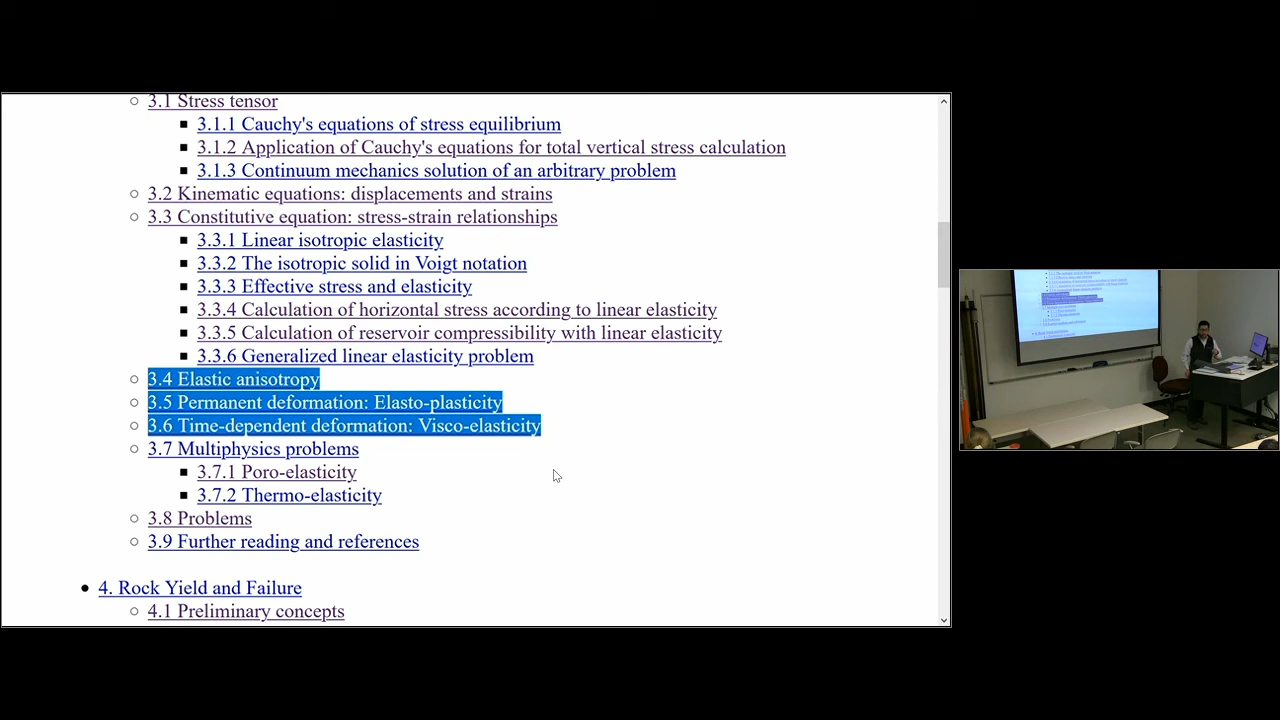 3.1 Stress tensor
3.1.1 Cauchy's equations of stress equilibrium
3.1.2 Application of Cauchy's equations for total vertical stress calculation
3.1.3 Continuum mechanics solution of an arbitrary problem
3.2 Kinematic equations: displacements and strains
3.3 Constitutive equation: stress-strain relationships
3.3.1 Linear isotropic elasticity
3.3.2 The isotropic solid in Voigt notation
3.3.3 Effective stress and elasticity
3.3.4 Calculation of horizontal stress according to linear elasticity
3.3.5 Calculation of reservoir compressibility with linear elasticity
3.3.6 Generalized linear elasticity problem
3.4 Elastic anisotropy
3.5 Permanent deformation: Elasto-plasticity
3.6 Time-dependent deformation: Visco-elasticity
3.7 Multiphysics problems
3.7.1 Poro-elasticity
3.7.2 Thermo-elasticity
3.8 Problems
3.9 Further reading and references
4. Rock Yield and Failure
4.1 Preliminary concepts